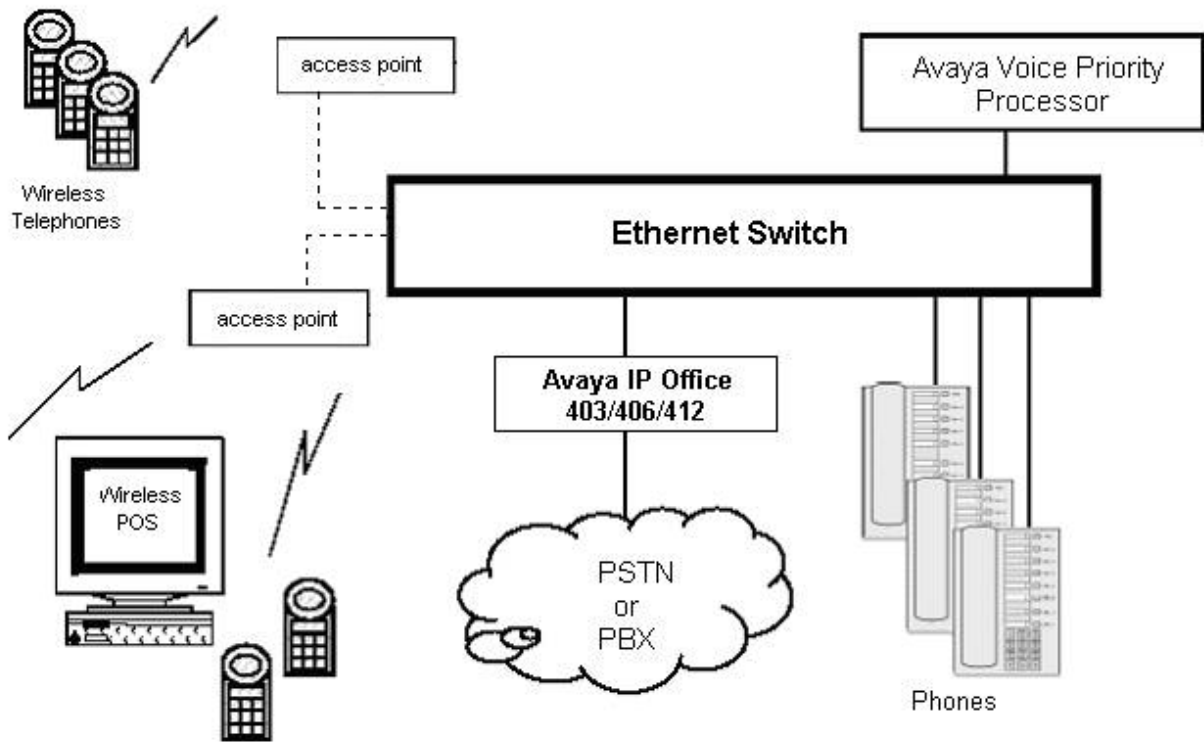 access point
Avaya Voice Priority
Processor
Wireless
Telephones
Ethernet Switch
access point
Avaya IP Office
403/406/412
Wireless
POS
PSTN
or
PBX
Phones